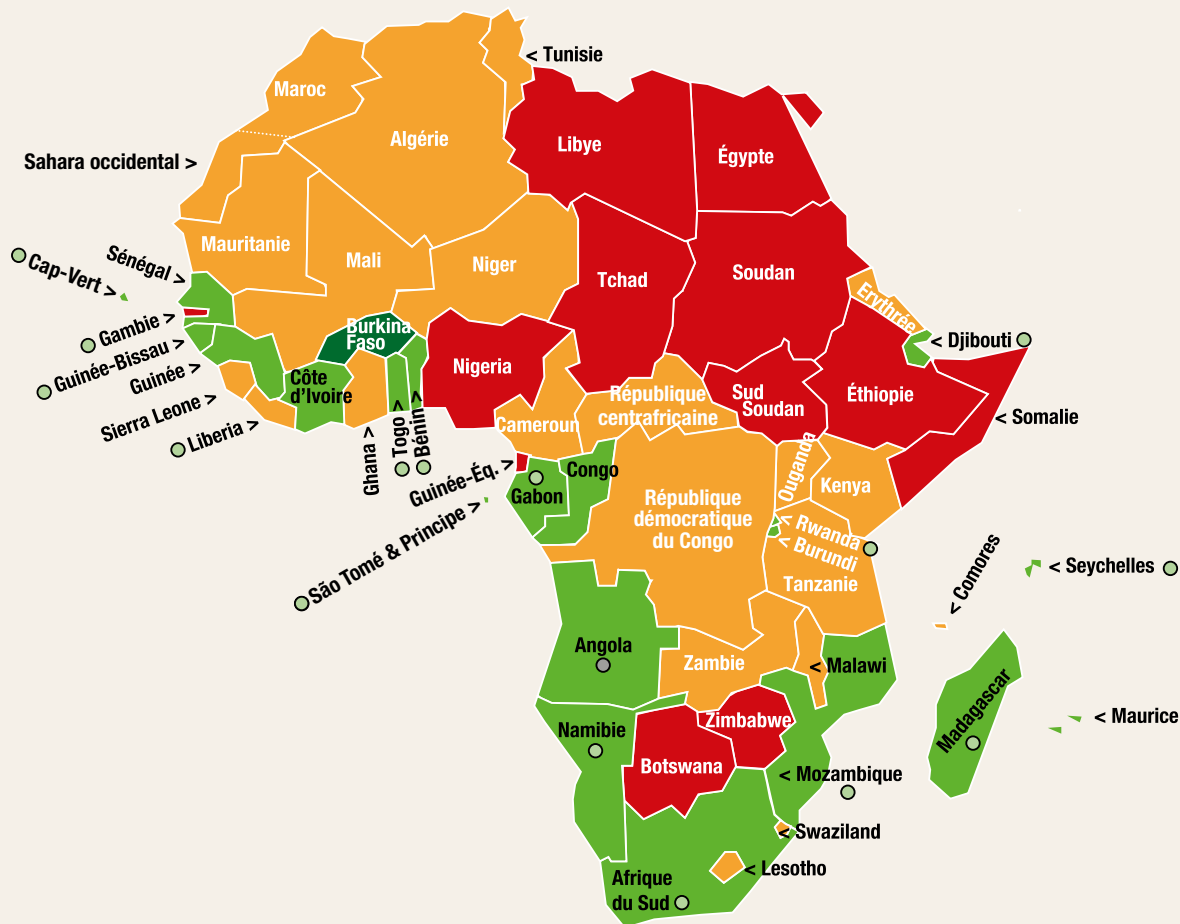 < Tunisie
Maroc
Algérie
Libye
Égypte
Sahara occidental >
Mauritanie
Mali
Niger
Tchad
Soudan
Sénégal >
Cap-Vert >
Erythrée
Gambie >
Burkina
Faso
< Djibouti
Guinée-Bissau >
Guinée >
Nigeria
Côte
d'Ivoire
Sud
Soudan
Éthiopie
République
centrafricaine
< Somalie
Sierra Leone >
Liberia >
Ghana >
Togo >
Bénin >
Cameroun
Ouganda
Guinée-Éq. >
Gabon
Congo
Kenya
République
démocratique
du Congo
São Tomé & Principe >
< Rwanda
< Burundi
Tanzanie
< Comores
< Seychelles
Angola
Zambie
< Malawi
Madagascar
< Maurice
Namibie
Zimbabwe
Botswana
< Mozambique
< Swaziland
< Lesotho
Afrique
du Sud